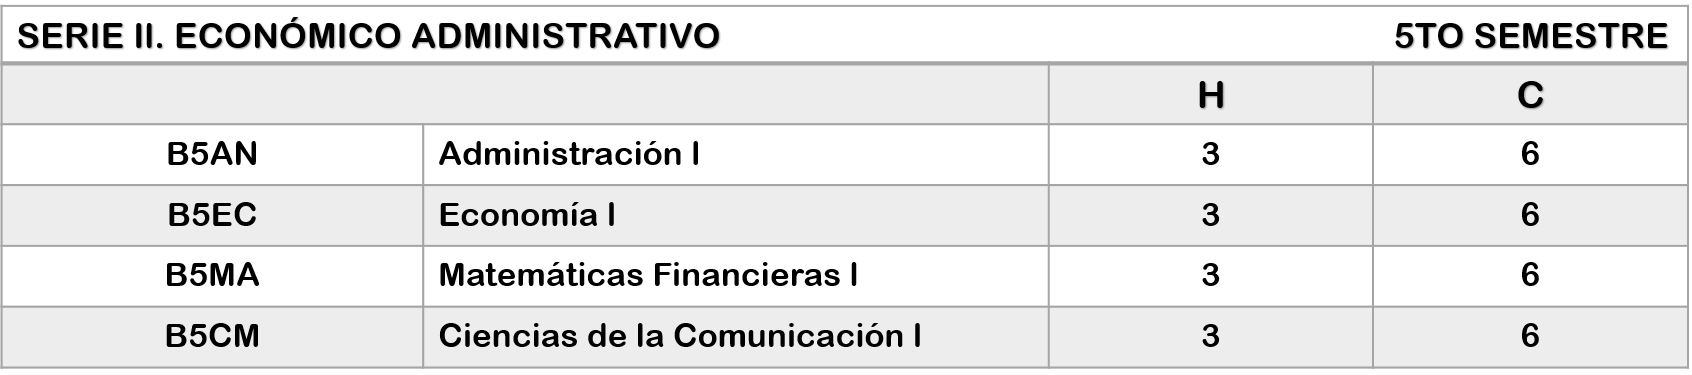 SERIE II. ECONÓMICO ADMINISTRATIVO 5TO SEMESTRE
H C
B5AN Administración I 3 6
B5EC Economía I 3 6
B5MA Matemáticas Financieras I 3 6
B5CM Ciencias de la Comunicación I 3 6